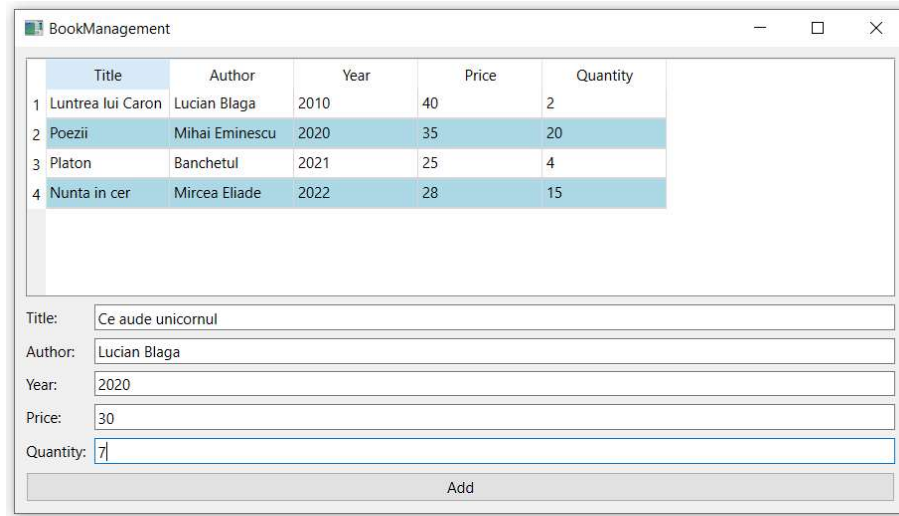 BookManagement
Title Author Year Price Quantity
1 Luntrea lui Caron Lucian Blaga 2010 40 2
2 Poezii Mihai Eminescu 2020 35 20
3 Platon Banchetul 2021 25 4
4 Nunta in cer Mircea Eliade 2022 28 15
Title: Ce aude unicornul
Author: Lucian Blaga
Year: 2020
Price: 30
Quantity: 7
Add